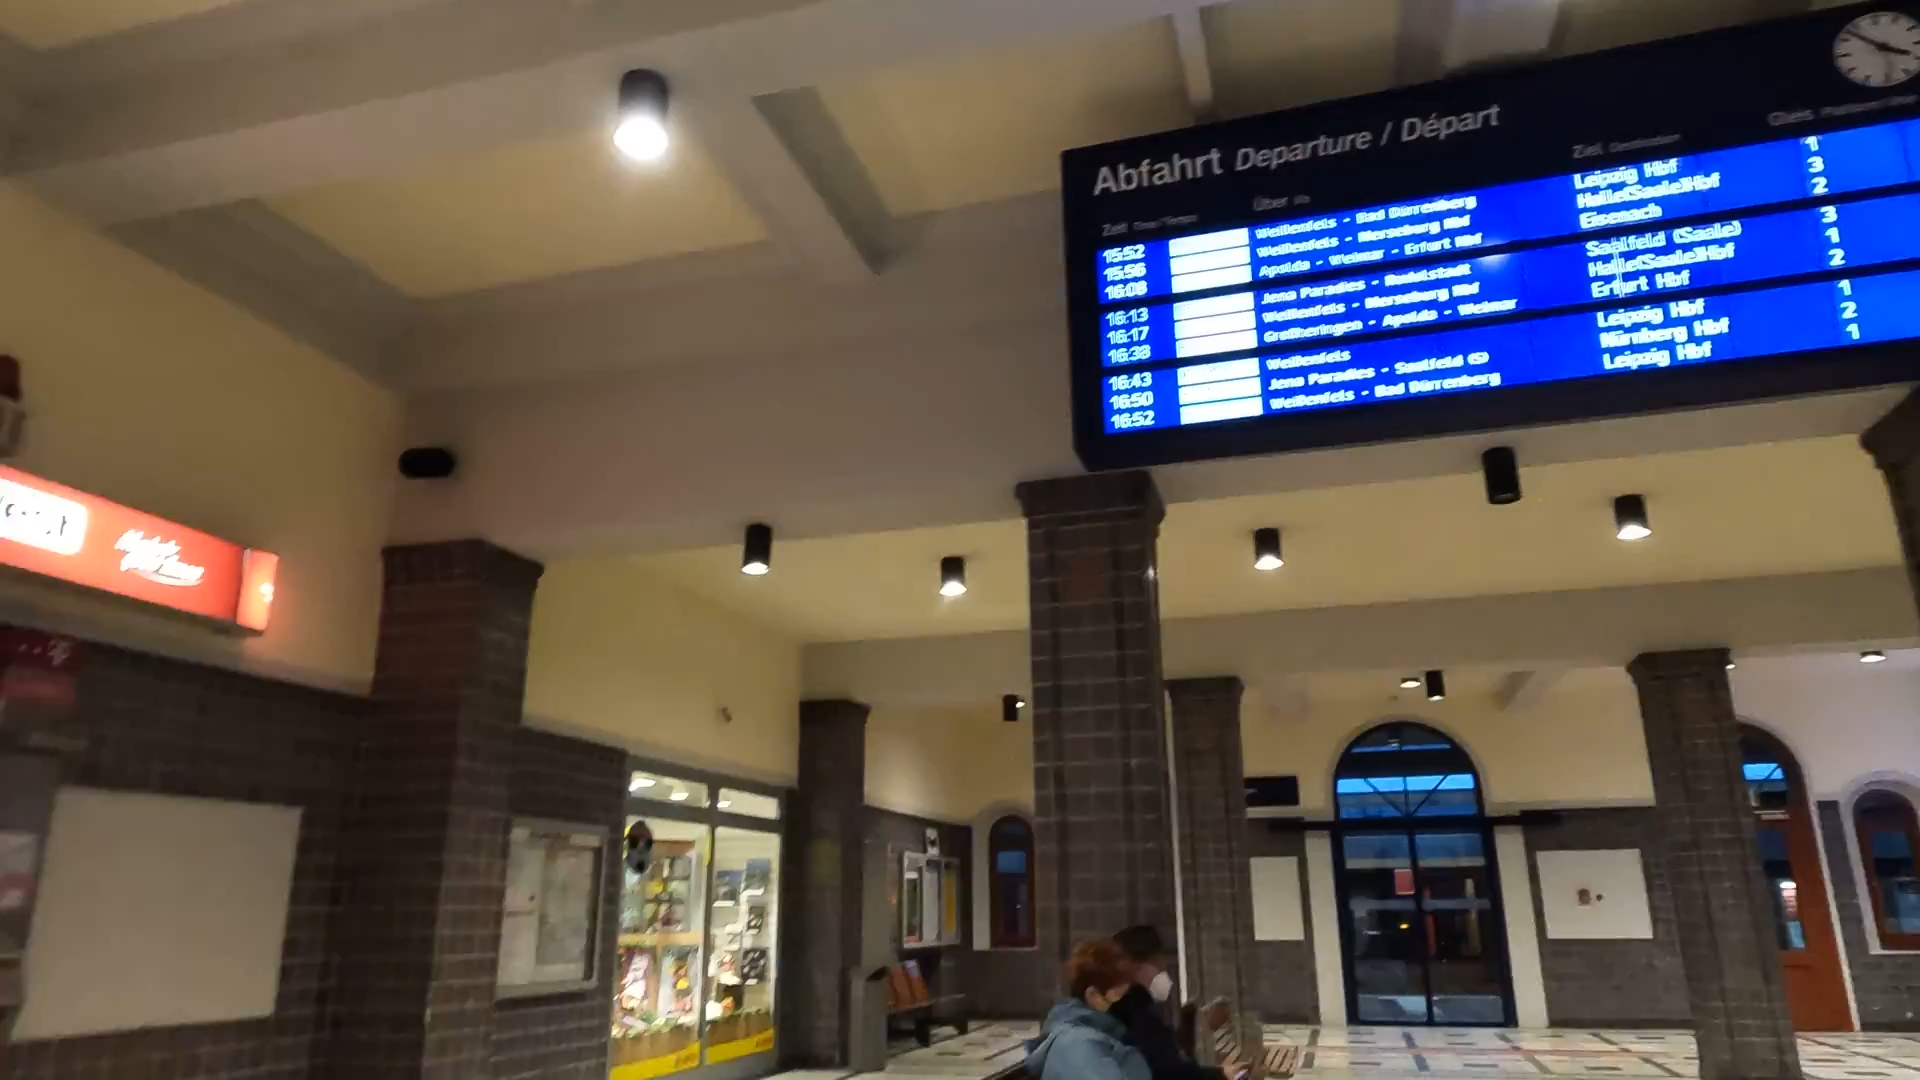 Abfahrt Departure / Départ
Zeit Über Ziel Destination Gleis
15:52 Weißenfels - Bad Dürrenberg Leipzig Hbf 1
15:56 Weißenfels - Merseburg Hbf Halle(Saale)Hbf 3
16:08 Apolda - Weimar - Erfurt Hbf Eisenach 2
16:13 Jena Paradies - Rudolstadt Saalfeld (Saale) 3
16:17 Weißenfels - Merseburg Hbf Halle(Saale)Hbf 1
16:38 Großheringen - Apolda - Weimar Erfurt Hbf 2
16:43 Weißenfels Leipzig Hbf 1
16:50 Jena Paradies - Saalfeld (S) Nürnberg Hbf 2
16:52 Weißenfels - Bad Dürrenberg Leipzig Hbf 1